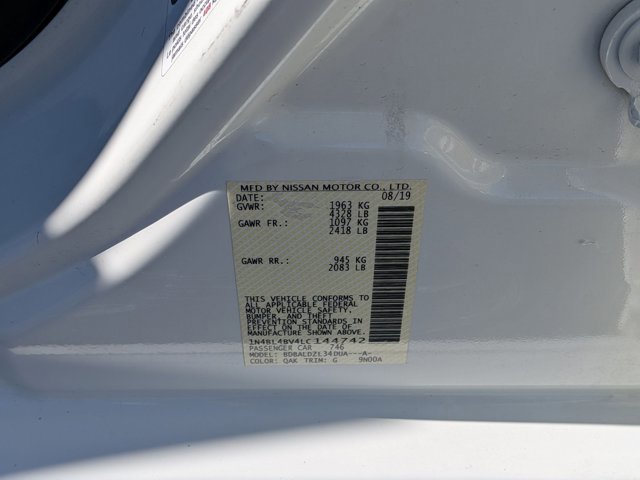 MFD BY NISSAN MOTOR CO., LTD.
DATE: 08/19
GVWR: 1963 KG
4328 LB
GAWR FR.: 1097 KG
2418 LB
GAWR RR.: 945 KG
2083 LB
THIS VEHICLE CONFORMS TO
ALL APPLICABLE FEDERAL
MOTOR VEHICLE SAFETY,
BUMPER, AND THEFT
PREVENTION STANDARDS IN
EFFECT ON THE DATE OF
MANUFACTURE SHOWN ABOVE.
1N4BL4BV4LC144742
PASSENGER CAR 746
MODEL: BDBALDZL34DUA---A-
COLOR: QAK TRIM: G 9N00A